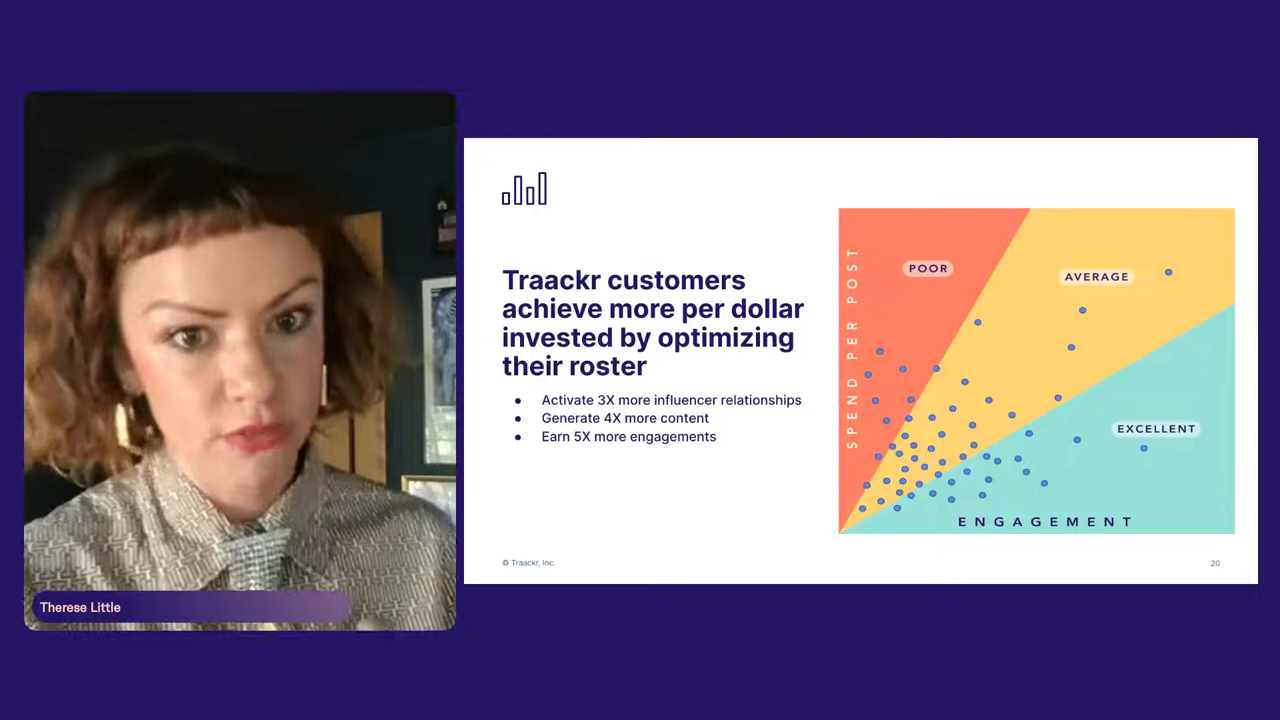 Traackr customers
achieve more per dollar
invested by optimizing
their roster
● Activate 3X more influencer relationships
● Generate 4X more content
● Earn 5X more engagements
SPEND PER POST
POOR
AVERAGE
EXCELLENT
ENGAGEMENT
© Traackr, Inc.
20
Therese Little